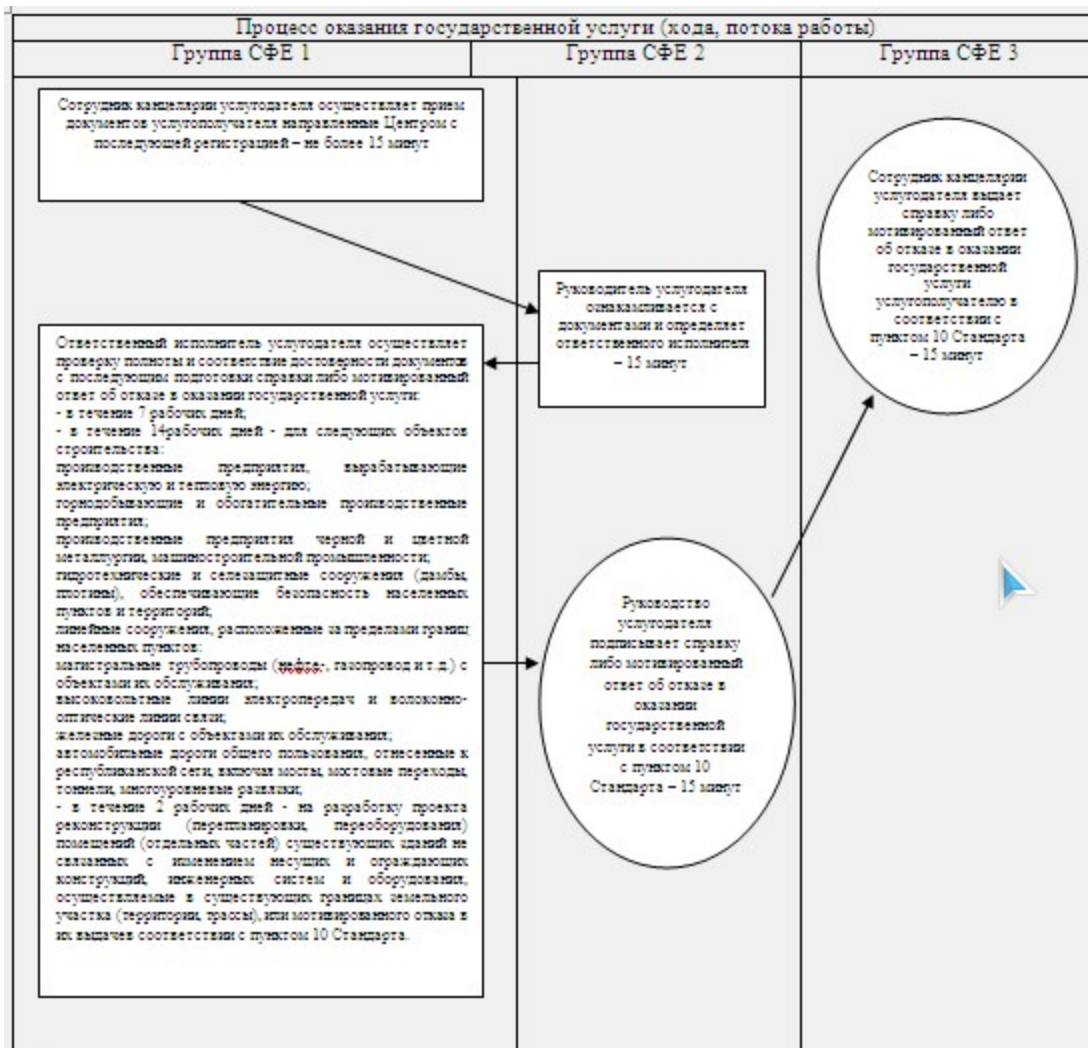 Процесс оказания государственной услуги (хода, потока работы)
Группа СФЕ 1
Группа СФЕ 2
Группа СФЕ 3
Сотрудник канцелярии услугодателя осуществляет прием
документов услугополучателя направленные Центром с
последующей регистрацией – не более 15 минут
Руководитель услугодателя
ознакамливается с
документами и определяет
ответственного исполнителя
– 15 минут
Ответственный исполнитель услугодателя осуществляет
проверку полноты и соответствие достоверности документов
с последующим подготовки справки либо мотивированный
ответ об отказе в оказании государственной услуги:
- в течение 7 рабочих дней;
- в течение 14рабочих дней - для следующих объектов
строительства:
производственные предприятия, вырабатывающие
электрическую и тепловую энергию;
горнодобывающие и обогатительные производственные
предприятия;
производственные предприятия черной и цветной
металлургии, машиностроительной промышленности;
гидротехнические и селезащитные сооружения (дамбы,
плотины), обеспечивающие безопасность населенных
пунктов и территорий;
линейные сооружения, расположенные за пределами границ
населенных пунктов:
магистральные трубопроводы (нефте-, газопровод и т.д.) с
объектами их обслуживания;
высоковольтные линии электропередач и волоконно-
оптические линии связи;
железные дороги с объектами их обслуживания;
автомобильные дороги общего пользования, отнесенные к
республиканской сети, включая мосты, мостовые переходы,
тоннели, многоуровневые развязки;
- в течение 2 рабочих дней - на разработку проекта
реконструкции (перепланировки, переоборудования)
помещений (отдельных частей) существующих зданий не
связанных с изменением несущих и ограждающих
конструкций, инженерных систем и оборудования,
осуществляемые в существующих границах земельного
участка (территории, трассы), или мотивированного отказа в
их выдачев соответствии с пунктом 10 Стандарта.
Руководство
услугодателя
подписывает справку
либо мотивированный
ответ об отказе в
оказании
государственной
услуги в соответствии
с пунктом 10
Стандарта – 15 минут
Сотрудник канцелярии
услугодателя выдает
справку либо
мотивированный ответ
об отказе в оказании
государственной
услуги
услугополучателю в
соответствии с
пунктом 10 Стандарта
– 15 минут